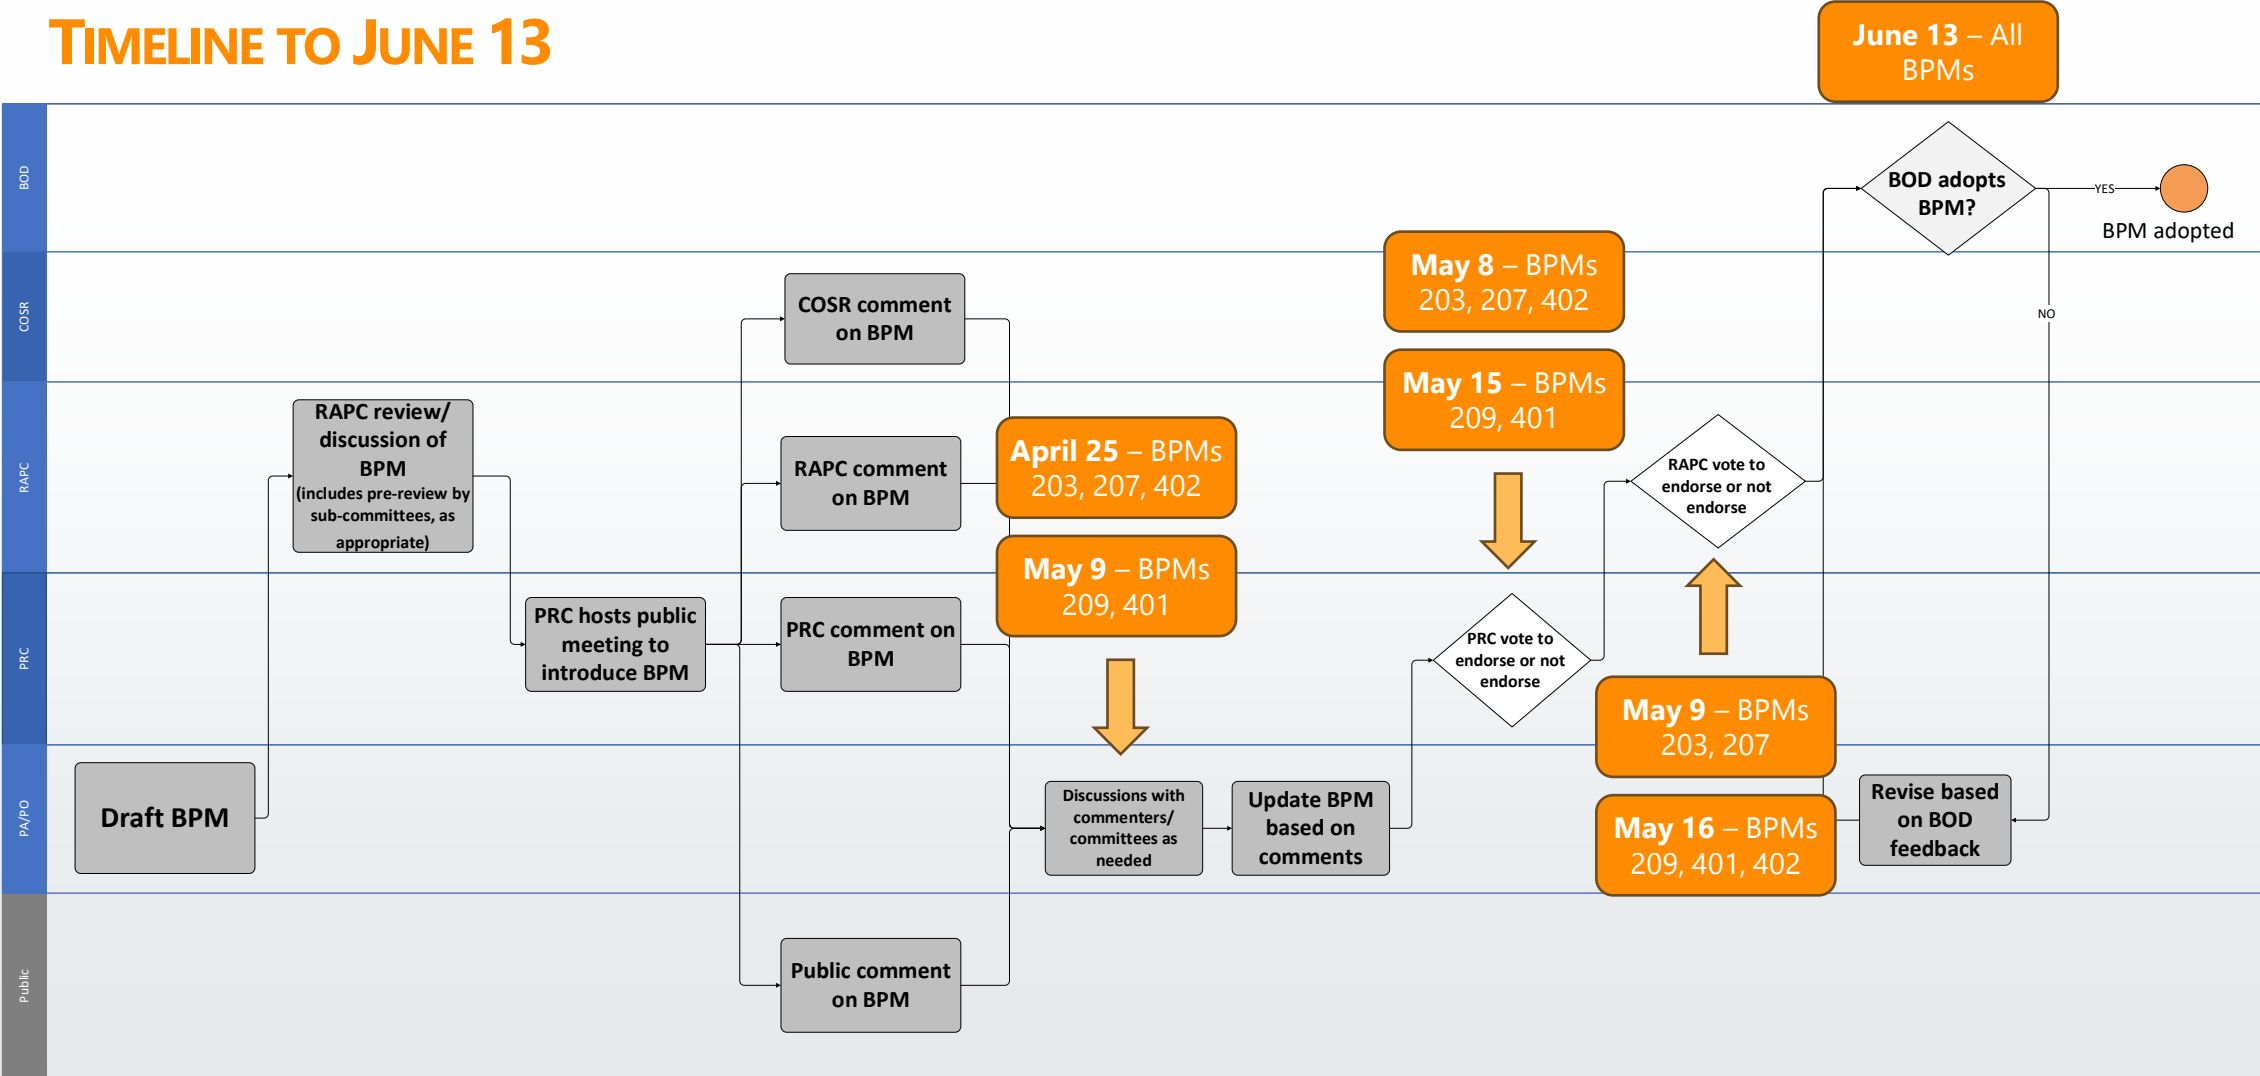 TIMELINE TO JUNE 13
June 13 – All
BPMs
BOD
BOD adopts
BPM?
YES
BPM adopted
NO
COSR
COSR comment
on BPM
May 8 – BPMs
203, 207, 402
May 15 – BPMs
209, 401
RAPC
RAPC review/
discussion of
BPM
(includes pre-review by
sub-committees, as
appropriate)
RAPC comment
on BPM
April 25 – BPMs
203, 207, 402
May 9 – BPMs
209, 401
RAPC vote to
endorse or not
endorse
PRC
PRC hosts public
meeting to
introduce BPM
PRC comment on
BPM
PRC vote to
endorse or not
endorse
May 9 – BPMs
203, 207
May 16 – BPMs
209, 401, 402
PA/PO
Draft BPM
Discussions with
commenters/
committees as
needed
Update BPM
based on
comments
Revise based
on BOD
feedback
Public
Public comment
on BPM